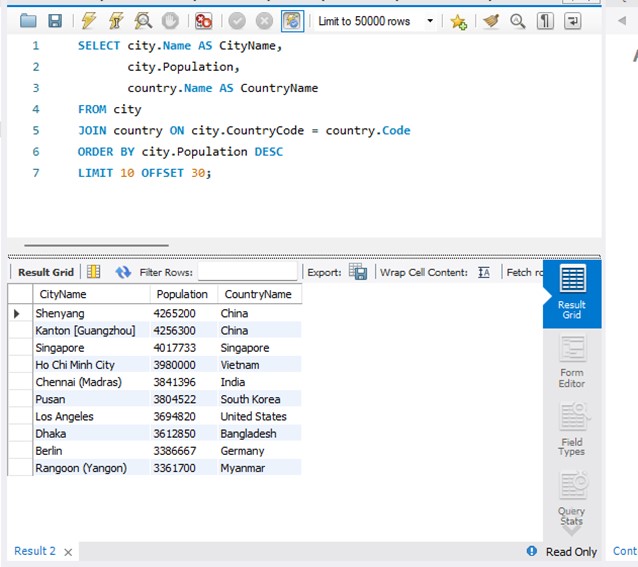 Limit to 50000 rows
1 SELECT city.Name AS CityName,
2 city.Population,
3 country.Name AS CountryName
4 FROM city
5 JOIN country ON city.CountryCode = country.Code
6 ORDER BY city.Population DESC
7 LIMIT 10 OFFSET 30;
Result Grid Filter Rows: Export: Wrap Cell Content: Fetch ro
CityName Population CountryName
Shenyang 4265200 China
Kanton [Guangzhou] 4256300 China
Singapore 4017733 Singapore
Ho Chi Minh City 3980000 Vietnam
Chennai (Madras) 3841396 India
Pusan 3804522 South Korea
Los Angeles 3694820 United States
Dhaka 3612850 Bangladesh
Berlin 3386667 Germany
Rangoon (Yangon) 3361700 Myanmar
Result
Grid
Form
Editor
Field
Types
Query
Stats
Result 2 Read Only Cont